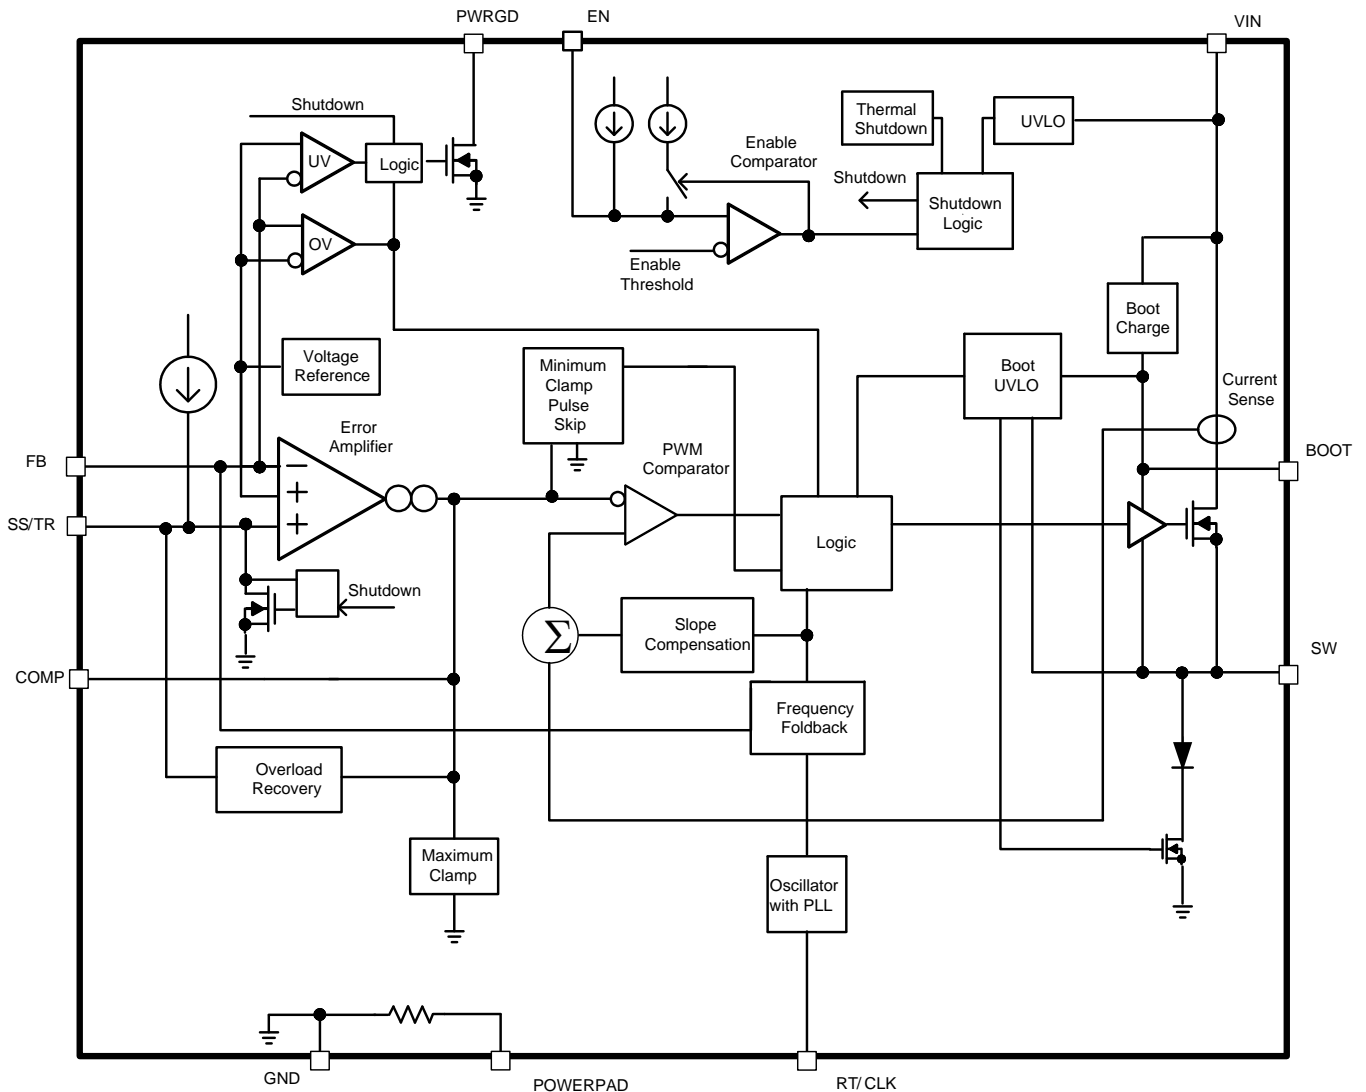 PWRGD
EN
VIN
Shutdown
UV
Logic
OV
Enable
Comparator
Thermal
Shutdown
UVLO
Shutdown
Shutdown
Logic
Enable
Threshold
Boot
Charge
Voltage
Reference
Minimum
Clamp
Pulse
Skip
Boot
UVLO
Current
Sense
Error
Amplifier
PWM
Comparator
FB
BOOT
−
+
+
SS/TR
Logic
Shutdown
Σ
Slope
Compensation
COMP
SW
Frequency
Foldback
Overload
Recovery
Maximum
Clamp
Oscillator
with PLL
GND
POWERPAD
RT/CLK